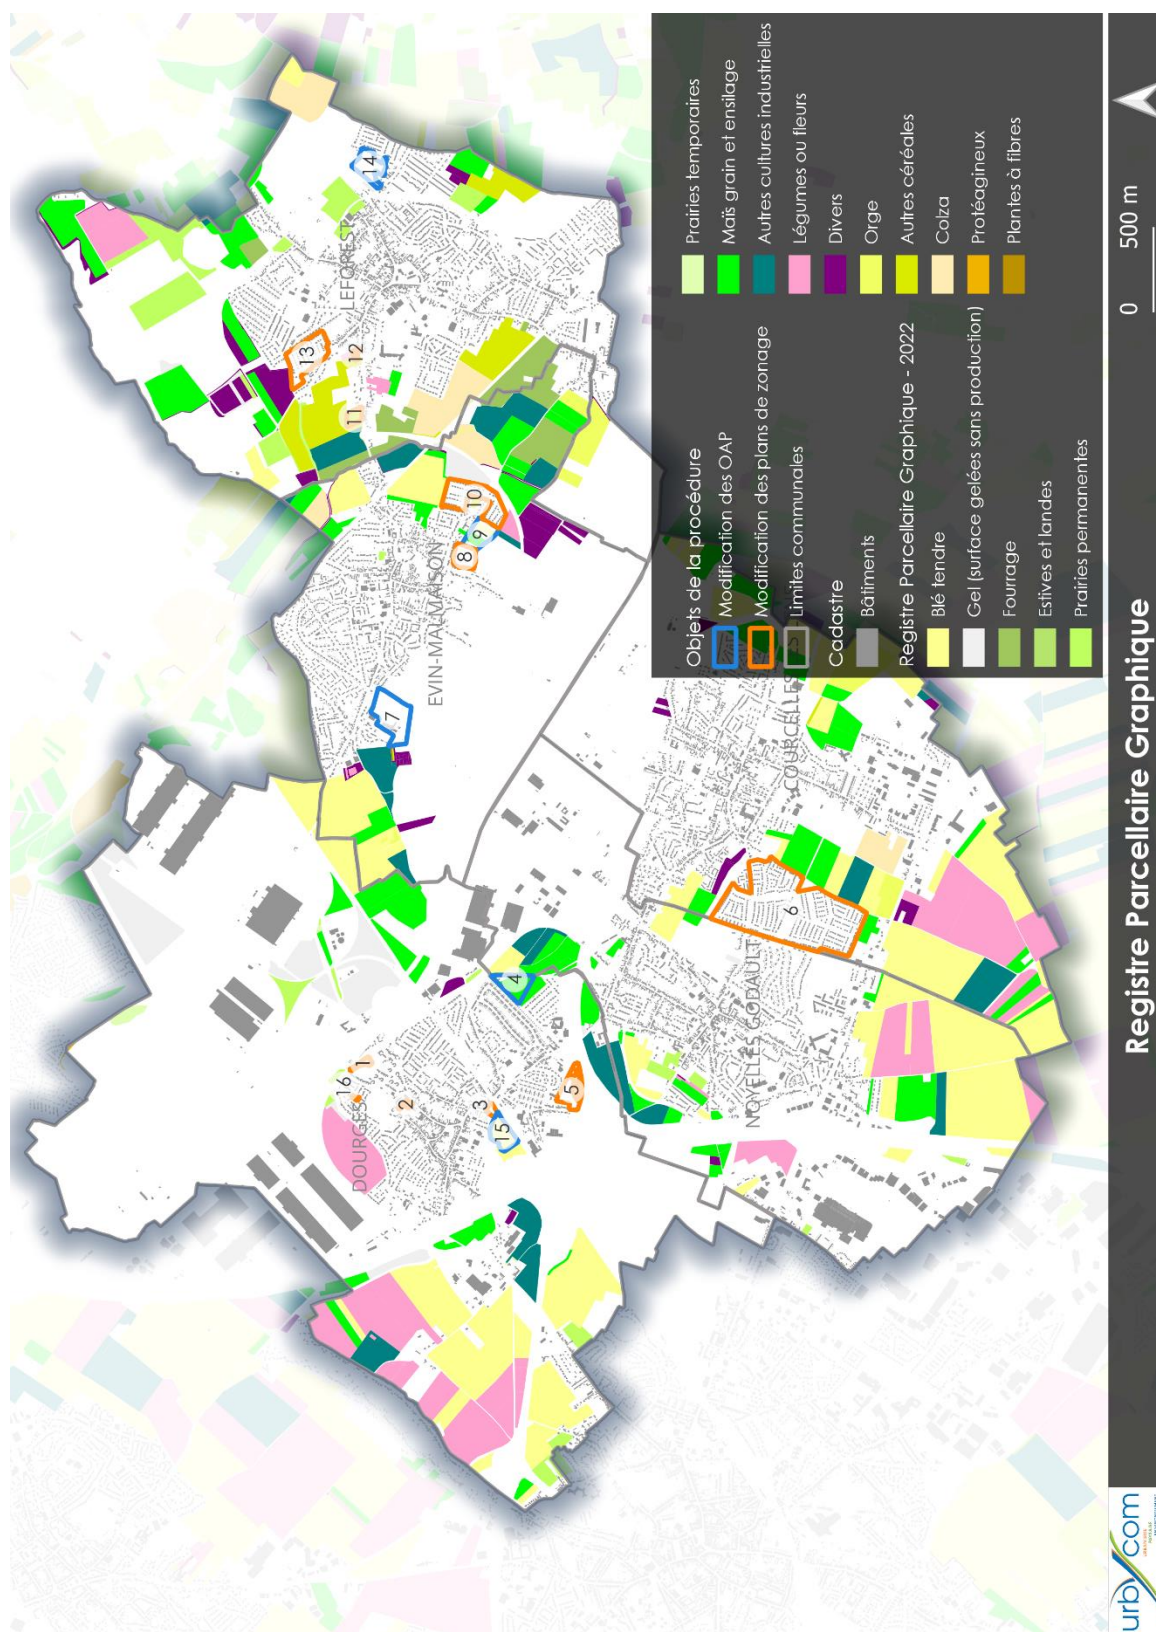 LEFOREST
EVIN-MALMAISON
DOURGES
NOYELLES GODAULT
COURCELLES
1
2
3
4
5
6
7
8
9
10
11
12
13
14
15
16
Objets de la procédure
Modification des OAP
Modification des plans de zonage
Limites communales
Cadastre
Bâtiments
Registre Parcellaire Graphique - 2022
Blé tendre
Gel (surface gelées sans production)
Fourrage
Estives et landes
Prairies permanentes
Prairies temporaires
Maïs grain et ensilage
Autres cultures industrielles
Légumes ou fleurs
Divers
Orge
Autres céréales
Colza
Protéagineux
Plantes à fibres
0 500 m
urbycom
Registre Parcellaire Graphique